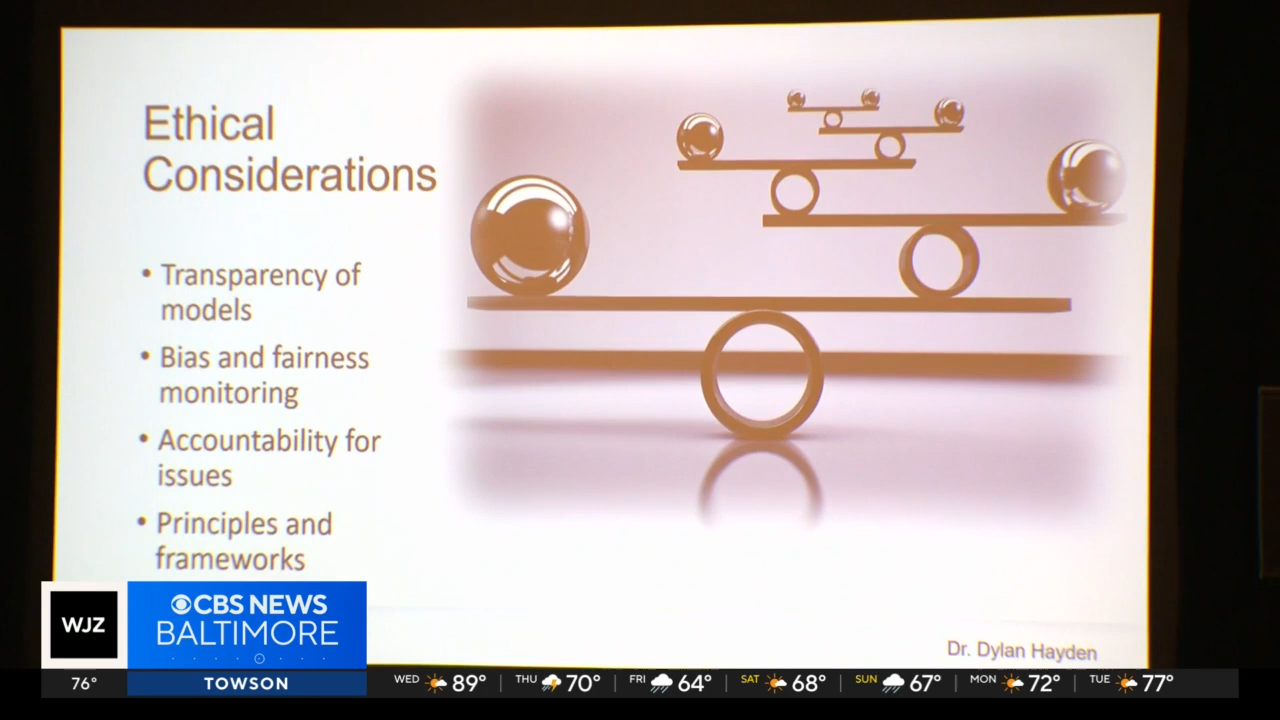 Ethical
Considerations
• Transparency of
models
• Bias and fairness
monitoring
• Accountability for
issues
• Principles and
frameworks
Dr. Dylan Hayden
WJZ
CBS NEWS
BALTIMORE
76° TOWSON WED 89° THU 70° FRI 64° SAT 68° SUN 67° MON 72° TUE 77°